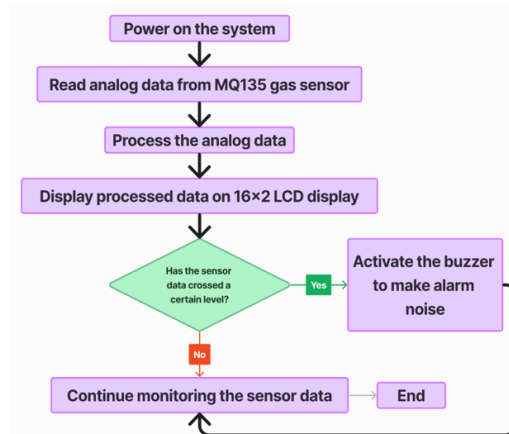 Power on the system
Read analog data from MQ135 gas sensor
Process the analog data
Display processed data on 16×2 LCD display
Has the sensor
data crossed a
certain level?
Yes
Activate the buzzer
to make alarm
noise
No
Continue monitoring the sensor data
End